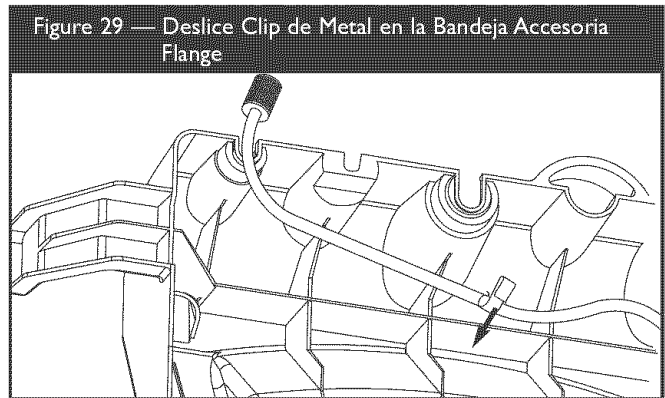 Figure 29 — Deslice Clip de Metal en la Bandeja Accesoria
Flange